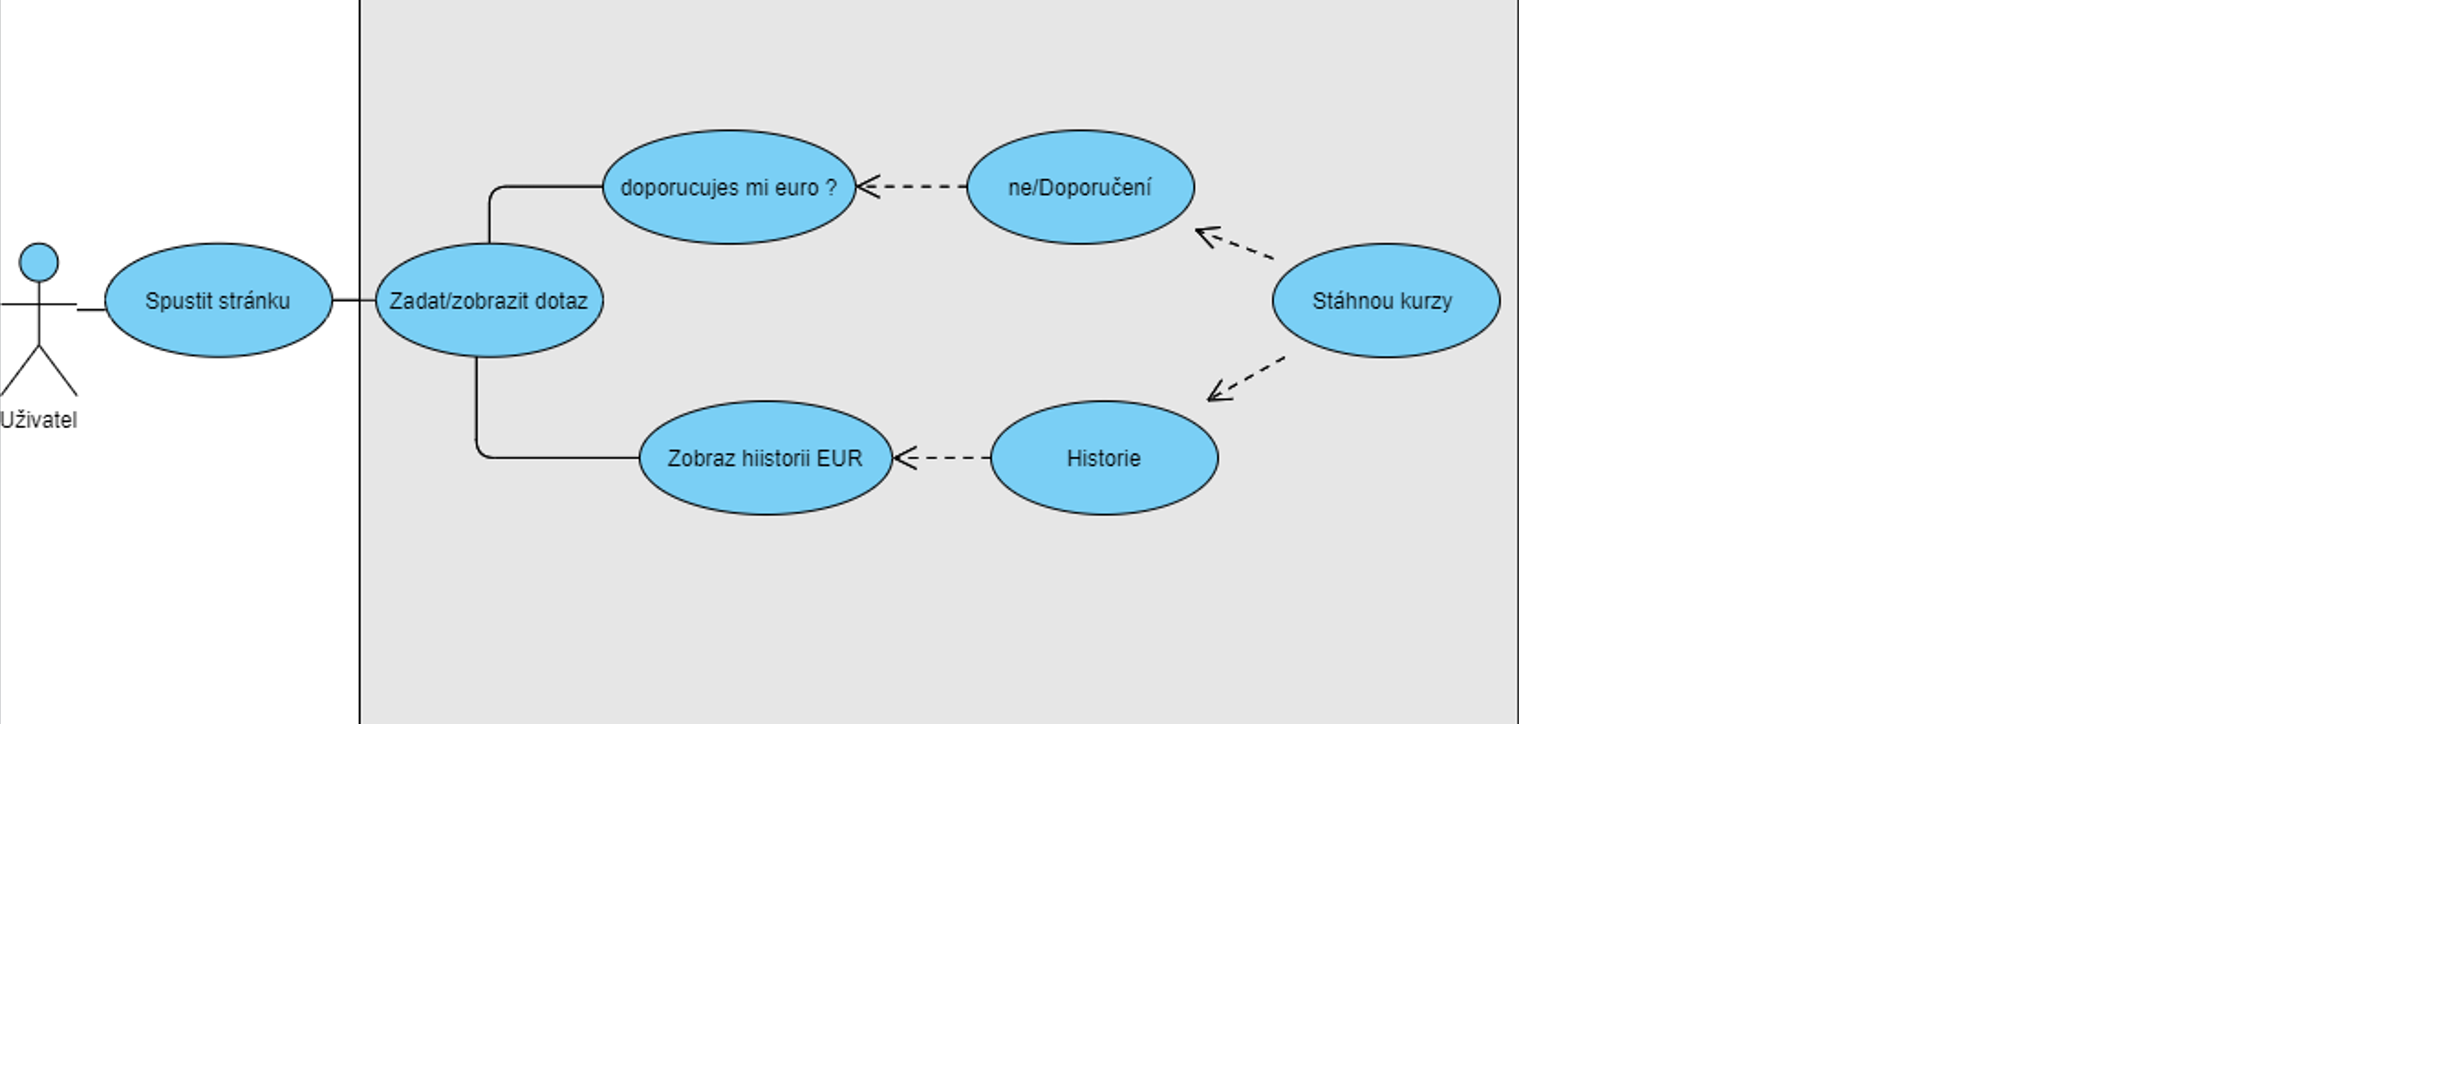 doporucujes mi euro ?
ne/Doporučení
Spustit stránku
Zadat/zobrazit dotaz
Stáhnou kurzy
Uživatel
Zobraz hiistorii EUR
Historie